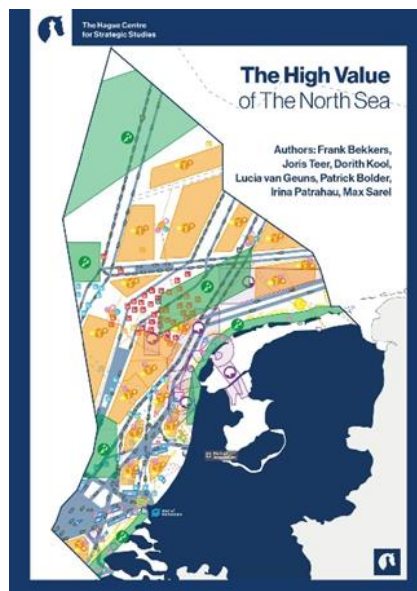 The Hague Centre
for Strategic Studies
The High Value
of The North Sea
Authors: Frank Bekkers,
Joris Teer, Dorith Kool,
Lucia van Geuns, Patrick Bolder,
Irina Patrahau, Max Sarel